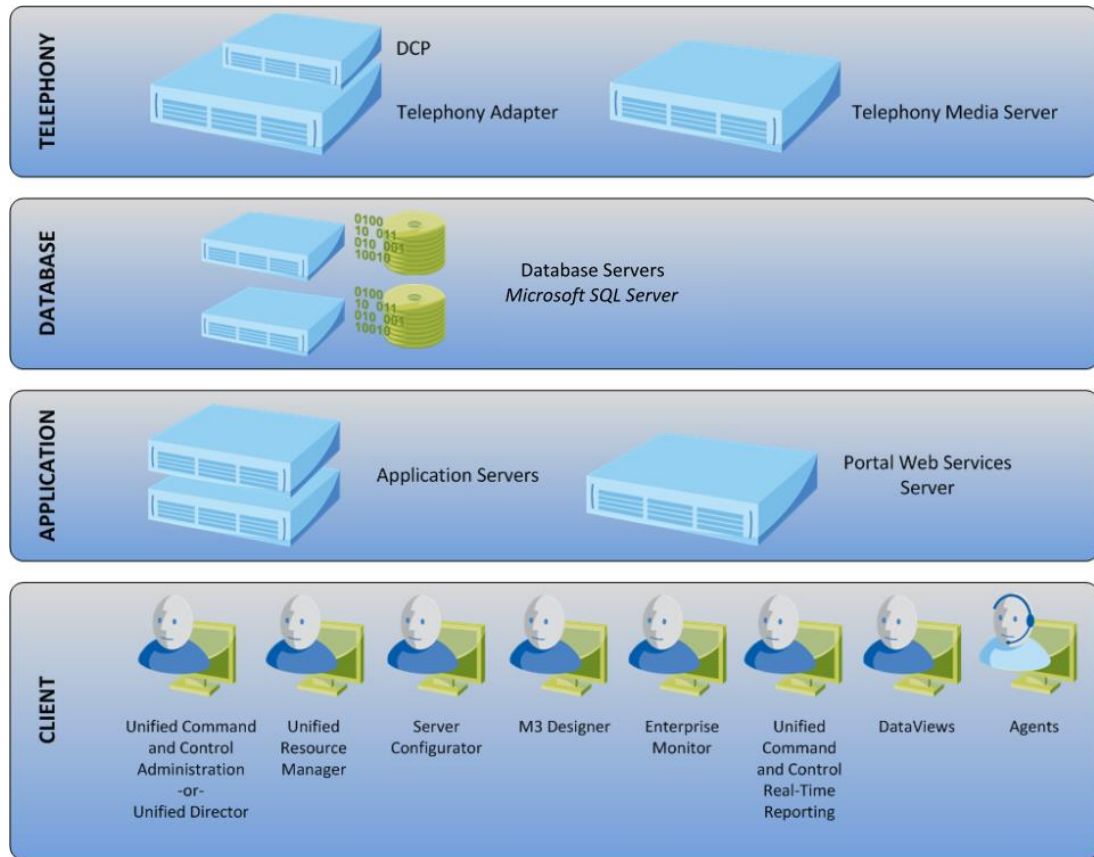 TELEPHONY
DCP
Telephony Adapter
Telephony Media Server
DATABASE
0100
10 011
010 001
10010
0100
10 011
010 001
10010
Database Servers
Microsoft SQL Server
APPLICATION
Application Servers
Portal Web Services
Server
CLIENT
Unified Command
and Control
Administration
-or-
Unified Director
Unified
Resource
Manager
Server
Configurator
M3 Designer
Enterprise
Monitor
Unified
Command
and Control
Real-Time
Reporting
DataViews
Agents